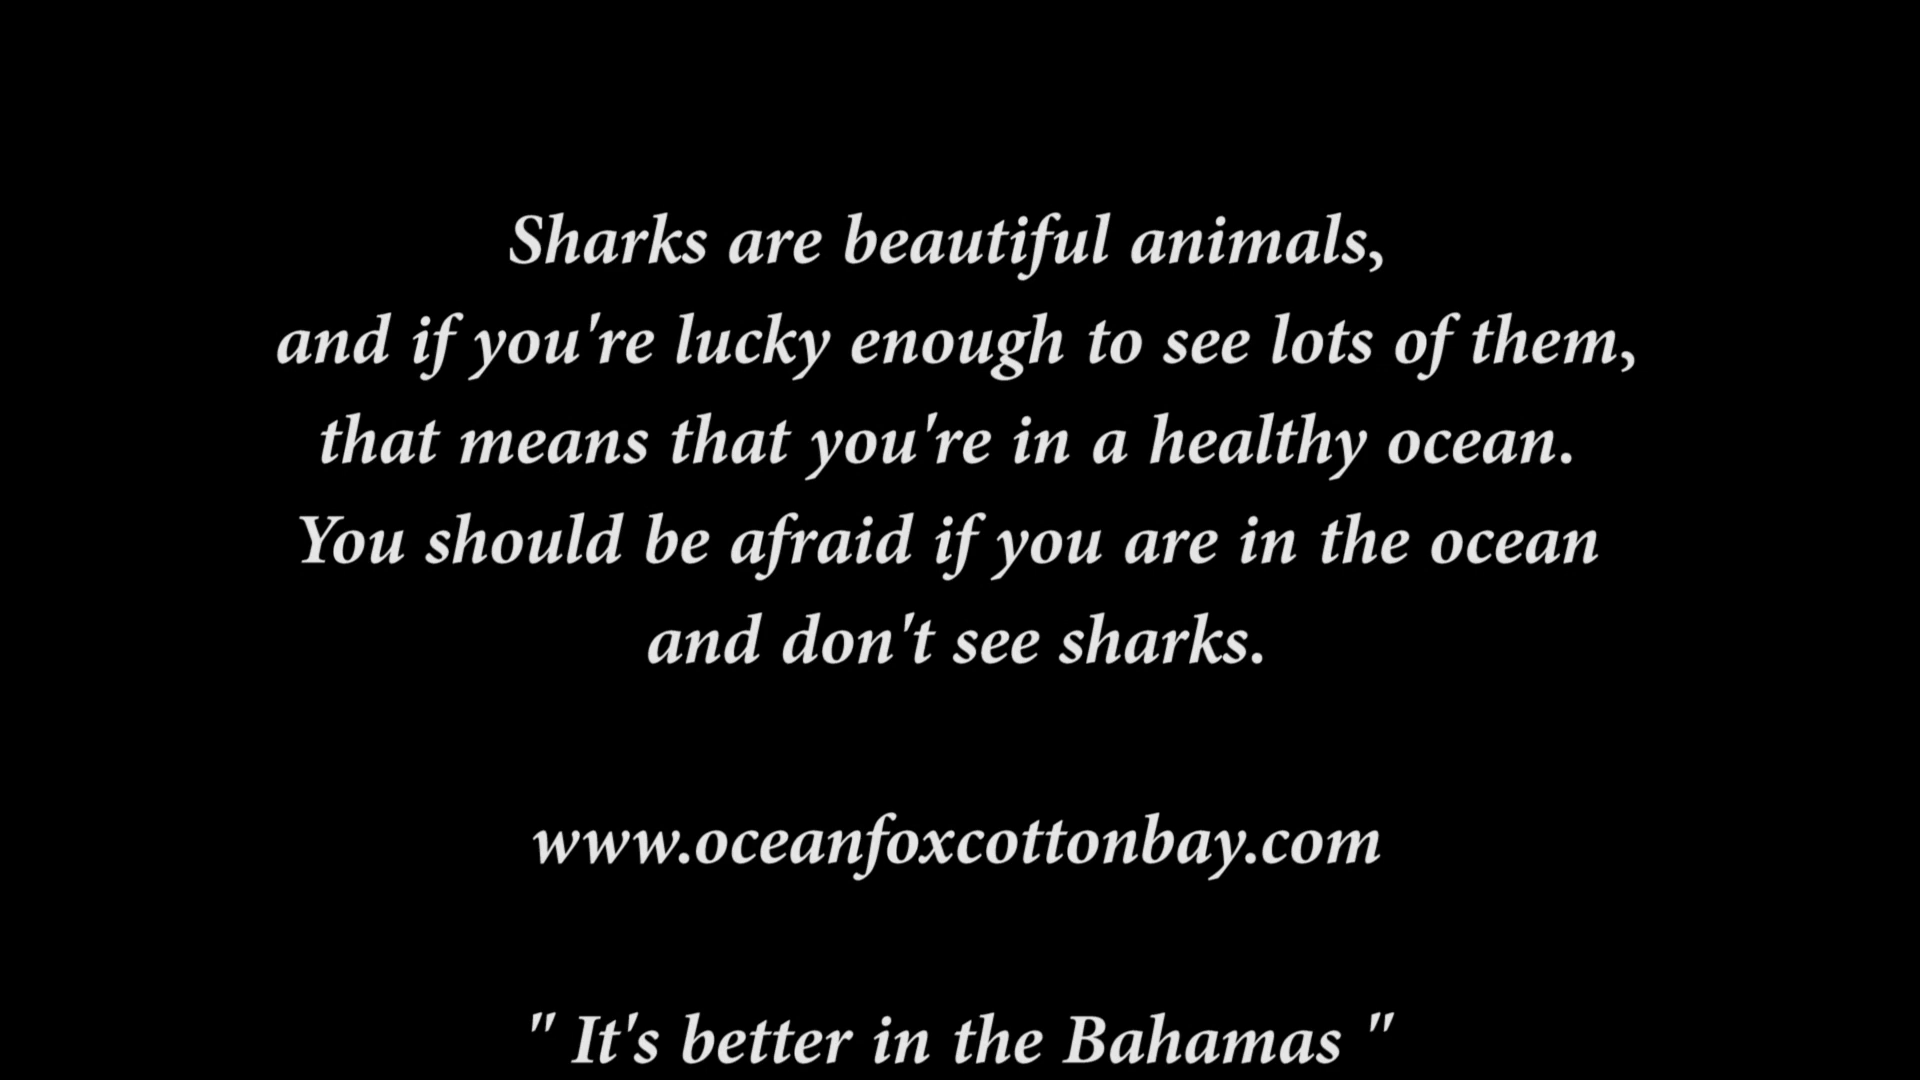 Sharks are beautiful animals,
and if you're lucky enough to see lots of them,
that means that you're in a healthy ocean.
You should be afraid if you are in the ocean
and don't see sharks.
www.oceanfoxcottonbay.com
" It's better in the Bahamas "